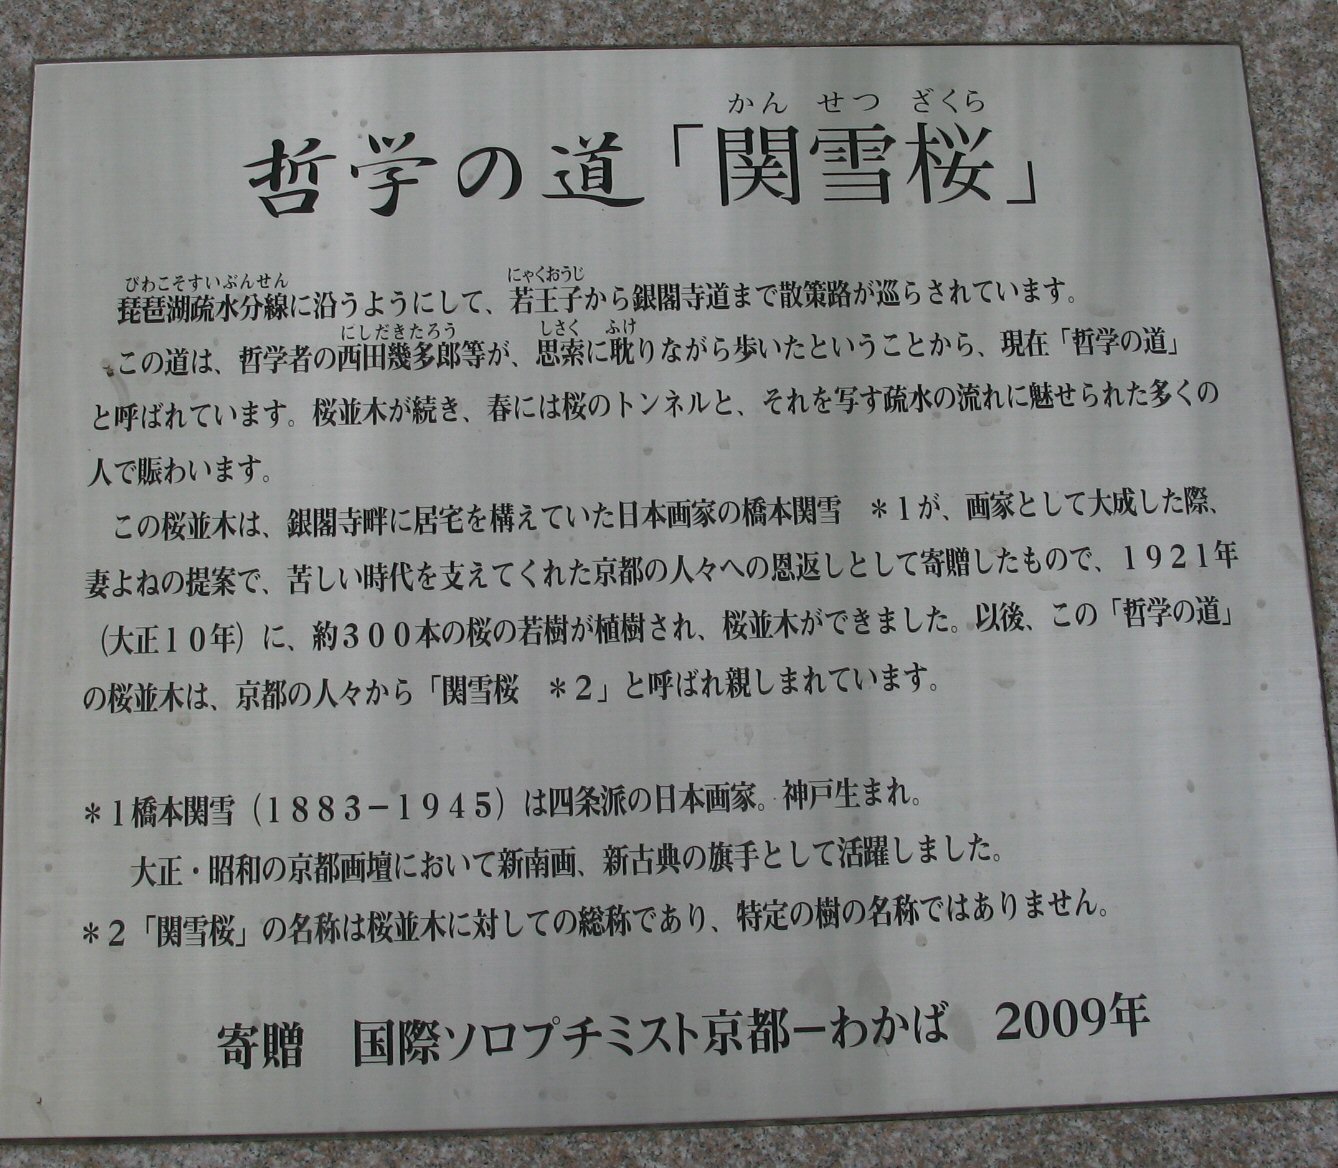 かん せつ ざくら
哲学の道「関雪桜」
びわこそすいぶんせん にゃくおうじ
琵琶湖疏水分線に沿うようにして、若王子から銀閣寺道まで散策路が巡らされています。
にしだきたろう しさく ふけ
この道は、哲学者の西田幾多郎等が、思索に耽りながら歩いたということから、現在「哲学の道」
と呼ばれています。桜並木が続き、春には桜のトンネルと、それを写す疏水の流れに魅せられた多くの
人で賑わいます。
この桜並木は、銀閣寺畔に居宅を構えていた日本画家の橋本関雪 ＊1が、画家として大成した際、
妻よねの提案で、苦しい時代を支えてくれた京都の人々への恩返しとして寄贈したもので、1921年
(大正10年)に、約300本の桜の若樹が植樹され、桜並木ができました。以後、この「哲学の道」
の桜並木は、京都の人々から「関雪桜 ＊2」と呼ばれ親しまれています。
＊1橋本関雪(1883−1945)は四条派の日本画家。神戸生まれ。
大正・昭和の京都画壇において新南画、新古典の旗手として活躍しました。
＊2「関雪桜」の名称は桜並木に対しての総称であり、特定の樹の名称ではありません。
寄贈 国際ソロプチミスト京都−わかば 2009年